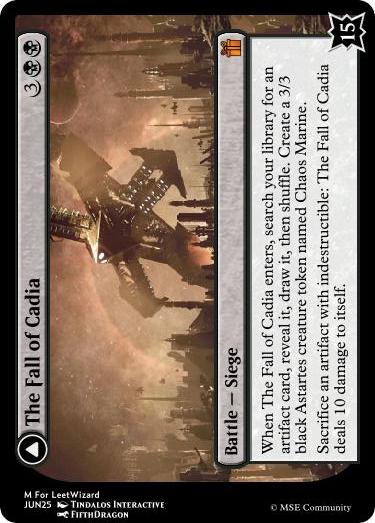 The Fall of Cadia
3
15
Battle — Siege
When The Fall of Cadia enters, search your library for an
artifact card, reveal it, draw it, then shuffle. Create a 3/3
black Astartes creature token named Chaos Marine.
Sacrifice an artifact with indestructible: The Fall of Cadia
deals 10 damage to itself.
M For LeetWizard
JUN25 Tindalos Interactive
FifthDragon
© MSE Community